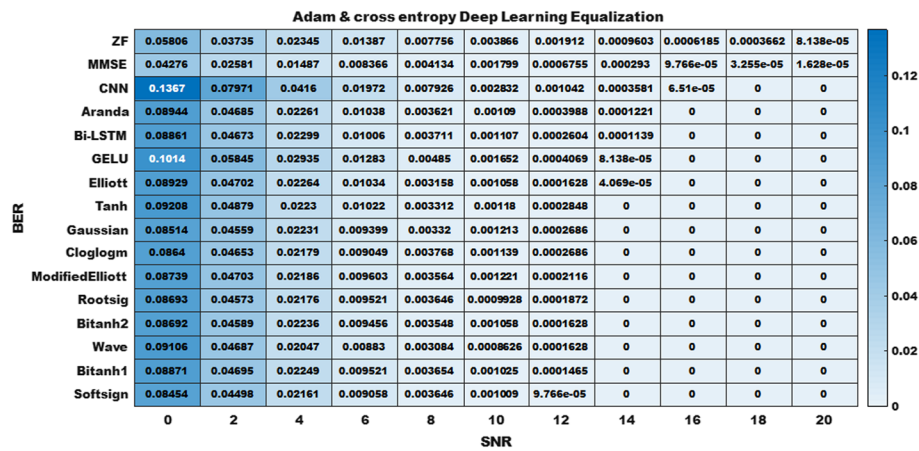 Adam & cross entropy Deep Learning Equalization
ZF 0.05806 0.03735 0.02345 0.01387 0.007756 0.003866 0.001912 0.0009603 0.0006185 0.0003662 8.138e-05
MMSE 0.04276 0.02581 0.01487 0.008366 0.004134 0.001799 0.0006755 0.000293 9.766e-05 3.255e-05 1.628e-05
CNN 0.1367 0.07971 0.0416 0.01972 0.007926 0.002832 0.001042 0.0003581 6.51e-05 0 0
Aranda 0.08944 0.04685 0.02261 0.01038 0.003621 0.00109 0.0003988 0.0001221 0 0 0
Bi-LSTM 0.08861 0.04673 0.02299 0.01006 0.003711 0.001107 0.0002604 0.0001139 0 0 0
GELU 0.1014 0.05845 0.02935 0.01283 0.00485 0.001652 0.0004069 8.138e-05 0 0 0
Elliott 0.08929 0.04702 0.02264 0.01034 0.003158 0.001058 0.0001628 4.069e-05 0 0 0
Tanh 0.09208 0.04879 0.0223 0.01022 0.003312 0.00118 0.0002848 0 0 0 0
Gaussian 0.08514 0.04559 0.02231 0.009399 0.00332 0.001213 0.0002686 0 0 0 0
Cloglogm 0.0864 0.04653 0.02179 0.009049 0.003768 0.001139 0.0002686 0 0 0 0
ModifiedElliott 0.08739 0.04703 0.02186 0.009603 0.003564 0.001221 0.0002116 0 0 0 0
Rootsig 0.08693 0.04573 0.02176 0.009521 0.003646 0.0009928 0.0001872 0 0 0 0
Bitanh2 0.08692 0.04589 0.02236 0.009456 0.003548 0.001058 0.0001628 0 0 0 0
Wave 0.09106 0.04687 0.02047 0.00883 0.003084 0.0008626 0.0001628 0 0 0 0
Bitanh1 0.08871 0.04695 0.02249 0.009521 0.003654 0.001025 0.0001465 0 0 0 0
Softsign 0.08454 0.04498 0.02161 0.009058 0.003646 0.001009 9.766e-05 0 0 0 0
0 2 4 6 8 10 12 14 16 18 20
SNR
BER
0.12
0.1
0.08
0.06
0.04
0.02
0